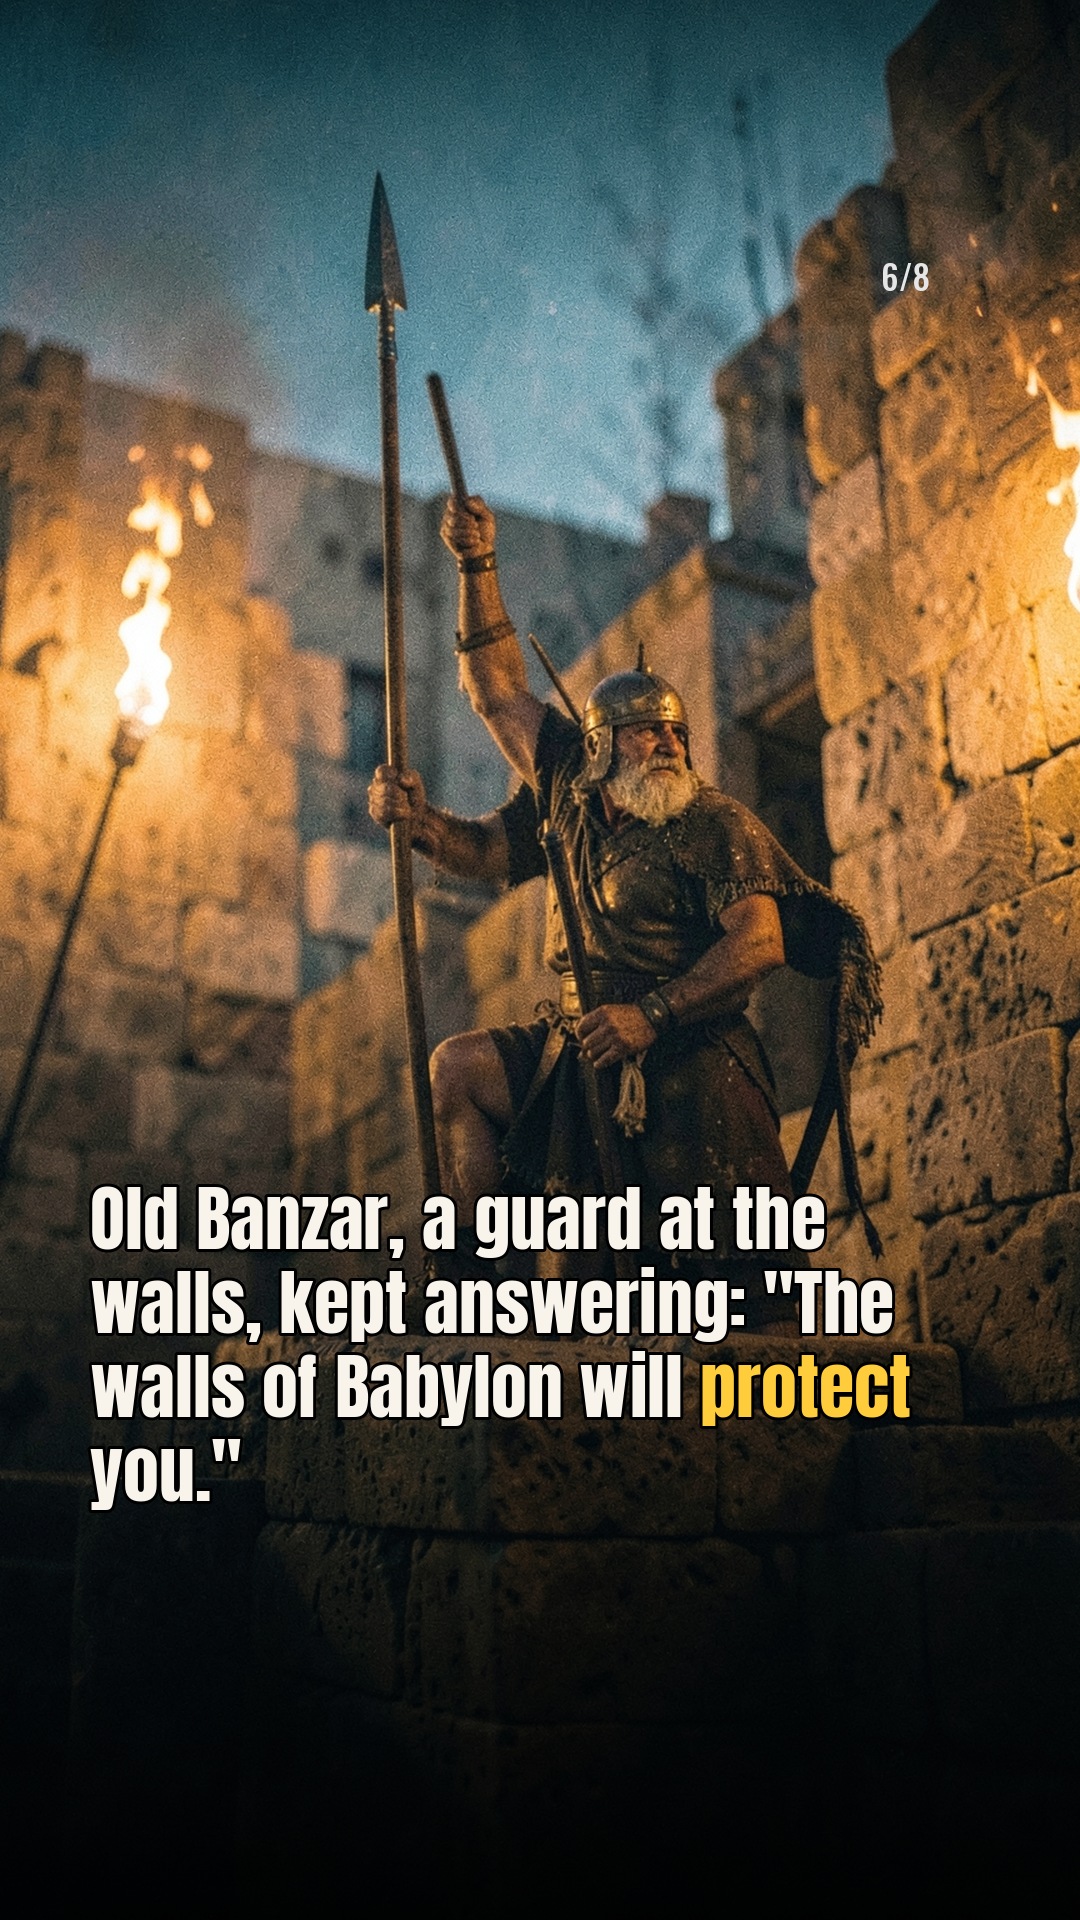 6/8
Old Banzar, a guard at the
walls, kept answering: "The
walls of Babylon will protect
you."